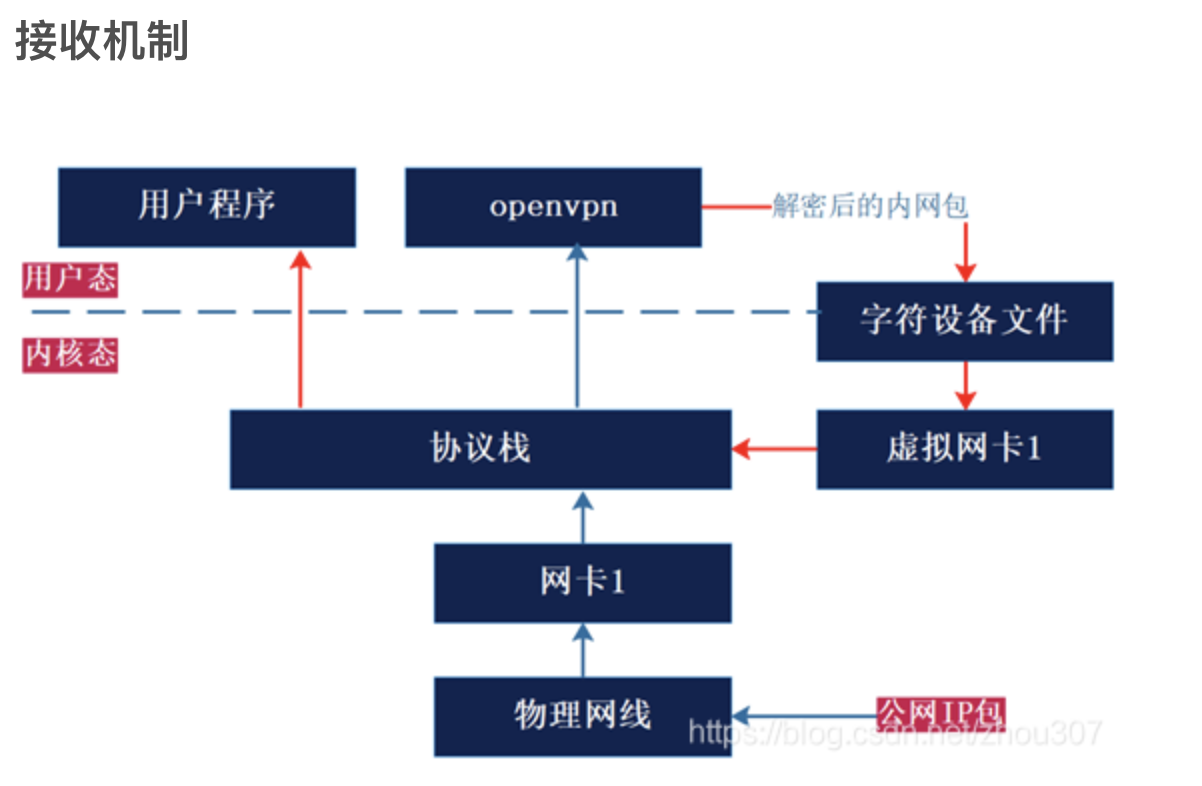 接收机制
用户程序
openvpn
解密后的内网包
用户态
字符设备文件
内核态
协议栈
虚拟网卡1
网卡1
物理网线
公网IP包
https://blog.csdn.net/zhou307